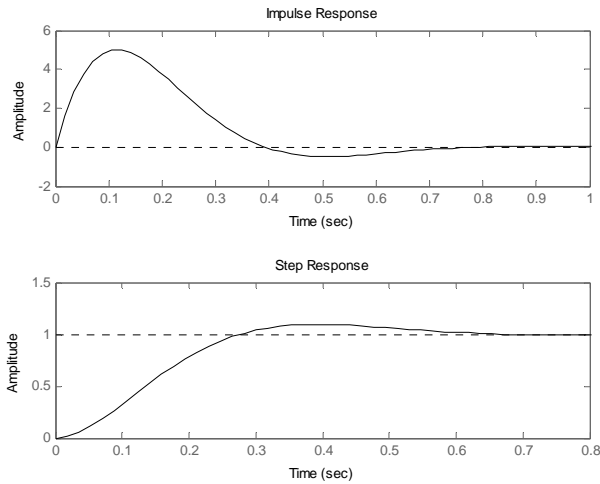 Impulse Response
6
4
2
0
-2
Amplitude
0 0.1 0.2 0.3 0.4 0.5 0.6 0.7 0.8 0.9 1
Time (sec)
Step Response
1.5
1
0.5
0
Amplitude
0 0.1 0.2 0.3 0.4 0.5 0.6 0.7 0.8
Time (sec)